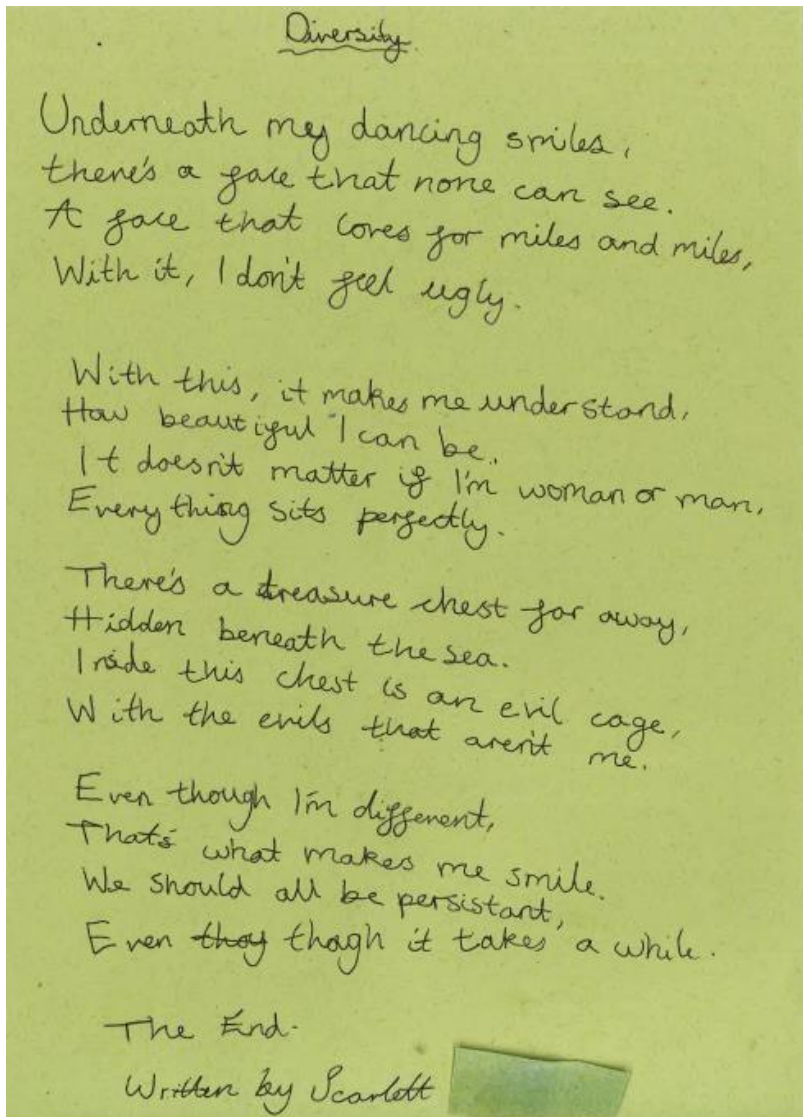 Diversity
Underneath my dancing smiles,
there's a face that none can see.
A face that loves for miles and miles,
With it, I don't feel ugly.
With this, it makes me understand,
How beautiful I can be.
It doesn't matter if I'm woman or man,
Everything sits perfectly.
There's a treasure chest far away,
Hidden beneath the sea.
Inside this chest is an evil cage,
With the evils that aren't me.
Even though I'm different,
That's what makes me smile.
We should all be persistant,
Even thoy thogh it takes a while.
The End.
Written by Scarlett